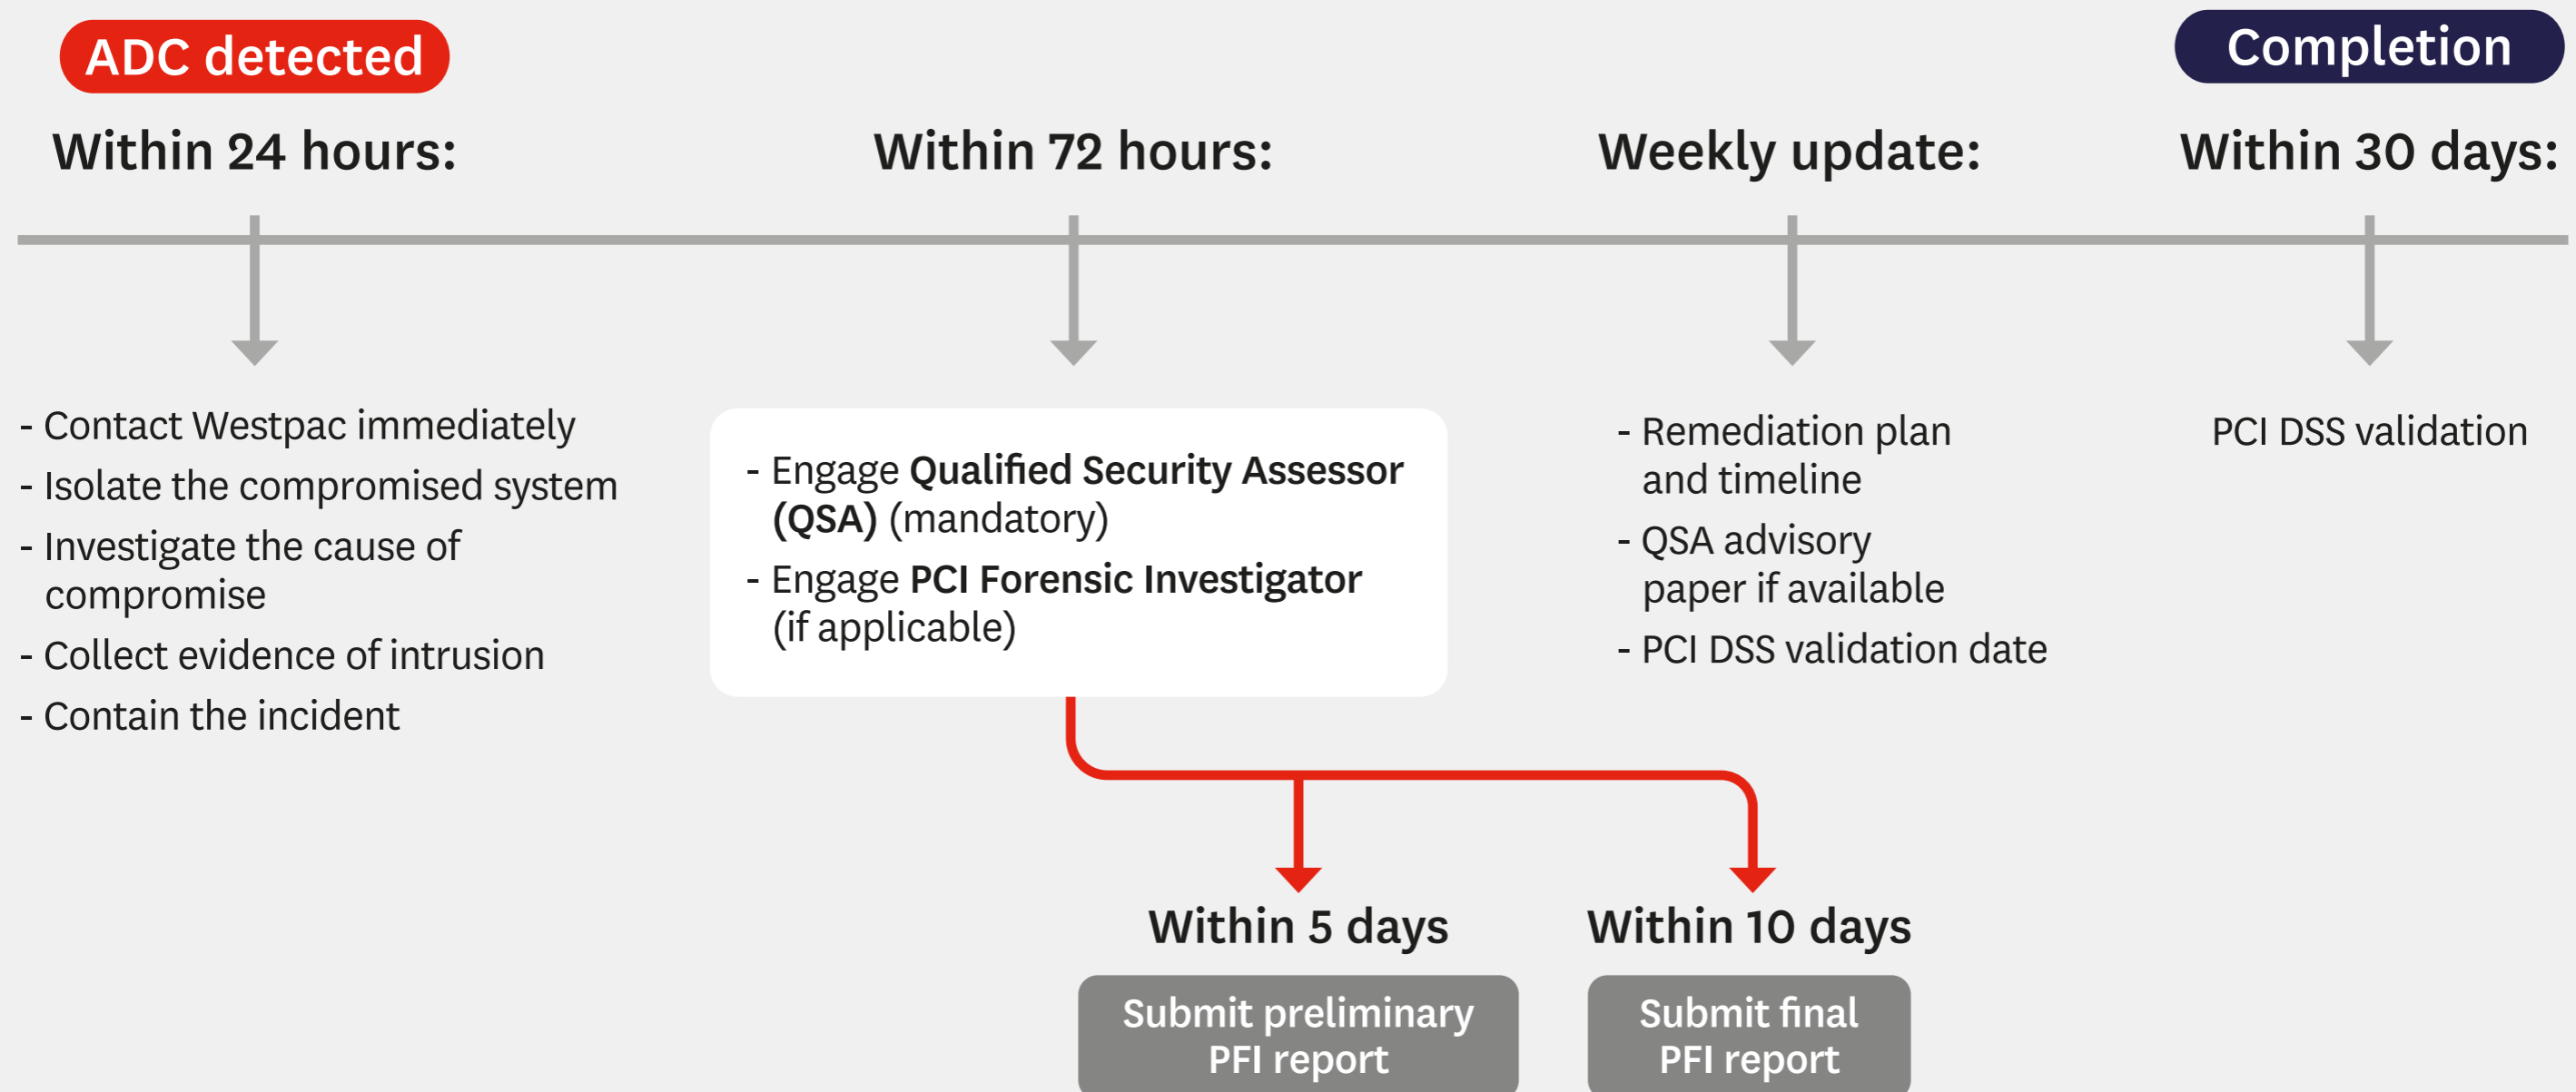 ADC detected
Completion
Within 24 hours:
Within 72 hours:
Weekly update:
Within 30 days:
- Contact Westpac immediately
- Isolate the compromised system
- Investigate the cause of
compromise
- Collect evidence of intrusion
- Contain the incident
- Engage Qualified Security Assessor
(QSA) (mandatory)
- Engage PCI Forensic Investigator
(if applicable)
- Remediation plan
and timeline
- QSA advisory
paper if available
- PCI DSS validation date
PCI DSS validation
Within 5 days
Submit preliminary
PFI report
Within 10 days
Submit final
PFI report